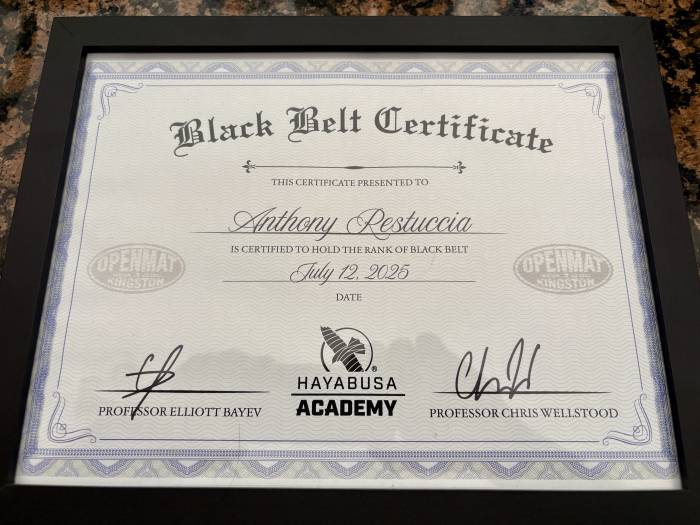 Black Belt Certificate
THIS CERTIFICATE PRESENTED TO
Anthony Restuccia
IS CERTIFIED TO HOLD THE RANK OF BLACK BELT
OPENMAT
KINGSTON
July 12, 2025
OPENMAT
KINGSTON
DATE
HAYABUSA
®
ACADEMY
PROFESSOR ELLIOTT BAYEV
PROFESSOR CHRIS WELLSTOOD